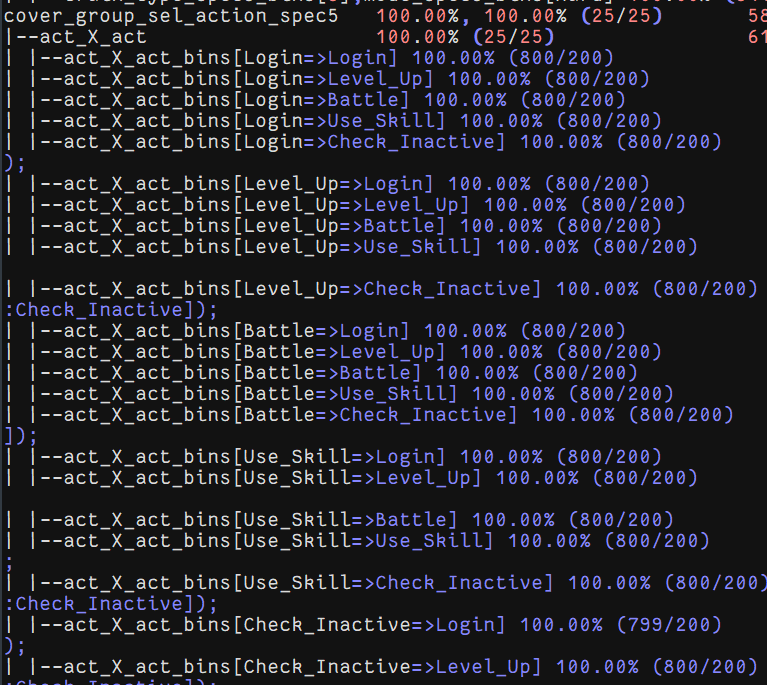 cover_group_sel_action_spec5   100.00%, 100.00% (25/25)          58
|--act_X_act                   100.00% (25/25)                   61
| |--act_X_act_bins[Login=>Login] 100.00% (800/200)
| |--act_X_act_bins[Login=>Level_Up] 100.00% (800/200)
| |--act_X_act_bins[Login=>Battle] 100.00% (800/200)
| |--act_X_act_bins[Login=>Use_Skill] 100.00% (800/200)
| |--act_X_act_bins[Login=>Check_Inactive] 100.00% (800/200)
);
| |--act_X_act_bins[Level_Up=>Login] 100.00% (800/200)
| |--act_X_act_bins[Level_Up=>Level_Up] 100.00% (800/200)
| |--act_X_act_bins[Level_Up=>Battle] 100.00% (800/200)
| |--act_X_act_bins[Level_Up=>Use_Skill] 100.00% (800/200)
| |--act_X_act_bins[Level_Up=>Check_Inactive] 100.00% (800/200)
:Check_Inactive]);
| |--act_X_act_bins[Battle=>Login] 100.00% (800/200)
| |--act_X_act_bins[Battle=>Level_Up] 100.00% (800/200)
| |--act_X_act_bins[Battle=>Battle] 100.00% (800/200)
| |--act_X_act_bins[Battle=>Use_Skill] 100.00% (800/200)
| |--act_X_act_bins[Battle=>Check_Inactive] 100.00% (800/200)
]);
| |--act_X_act_bins[Use_Skill=>Login] 100.00% (800/200)
| |--act_X_act_bins[Use_Skill=>Level_Up] 100.00% (800/200)
| |--act_X_act_bins[Use_Skill=>Battle] 100.00% (800/200)
| |--act_X_act_bins[Use_Skill=>Use_Skill] 100.00% (800/200)
;
| |--act_X_act_bins[Use_Skill=>Check_Inactive] 100.00% (800/200)
:Check_Inactive]);
| |--act_X_act_bins[Check_Inactive=>Login] 100.00% (799/200)
);
| |--act_X_act_bins[Check_Inactive=>Level_Up] 100.00% (800/200)
:Check_Inactive]);